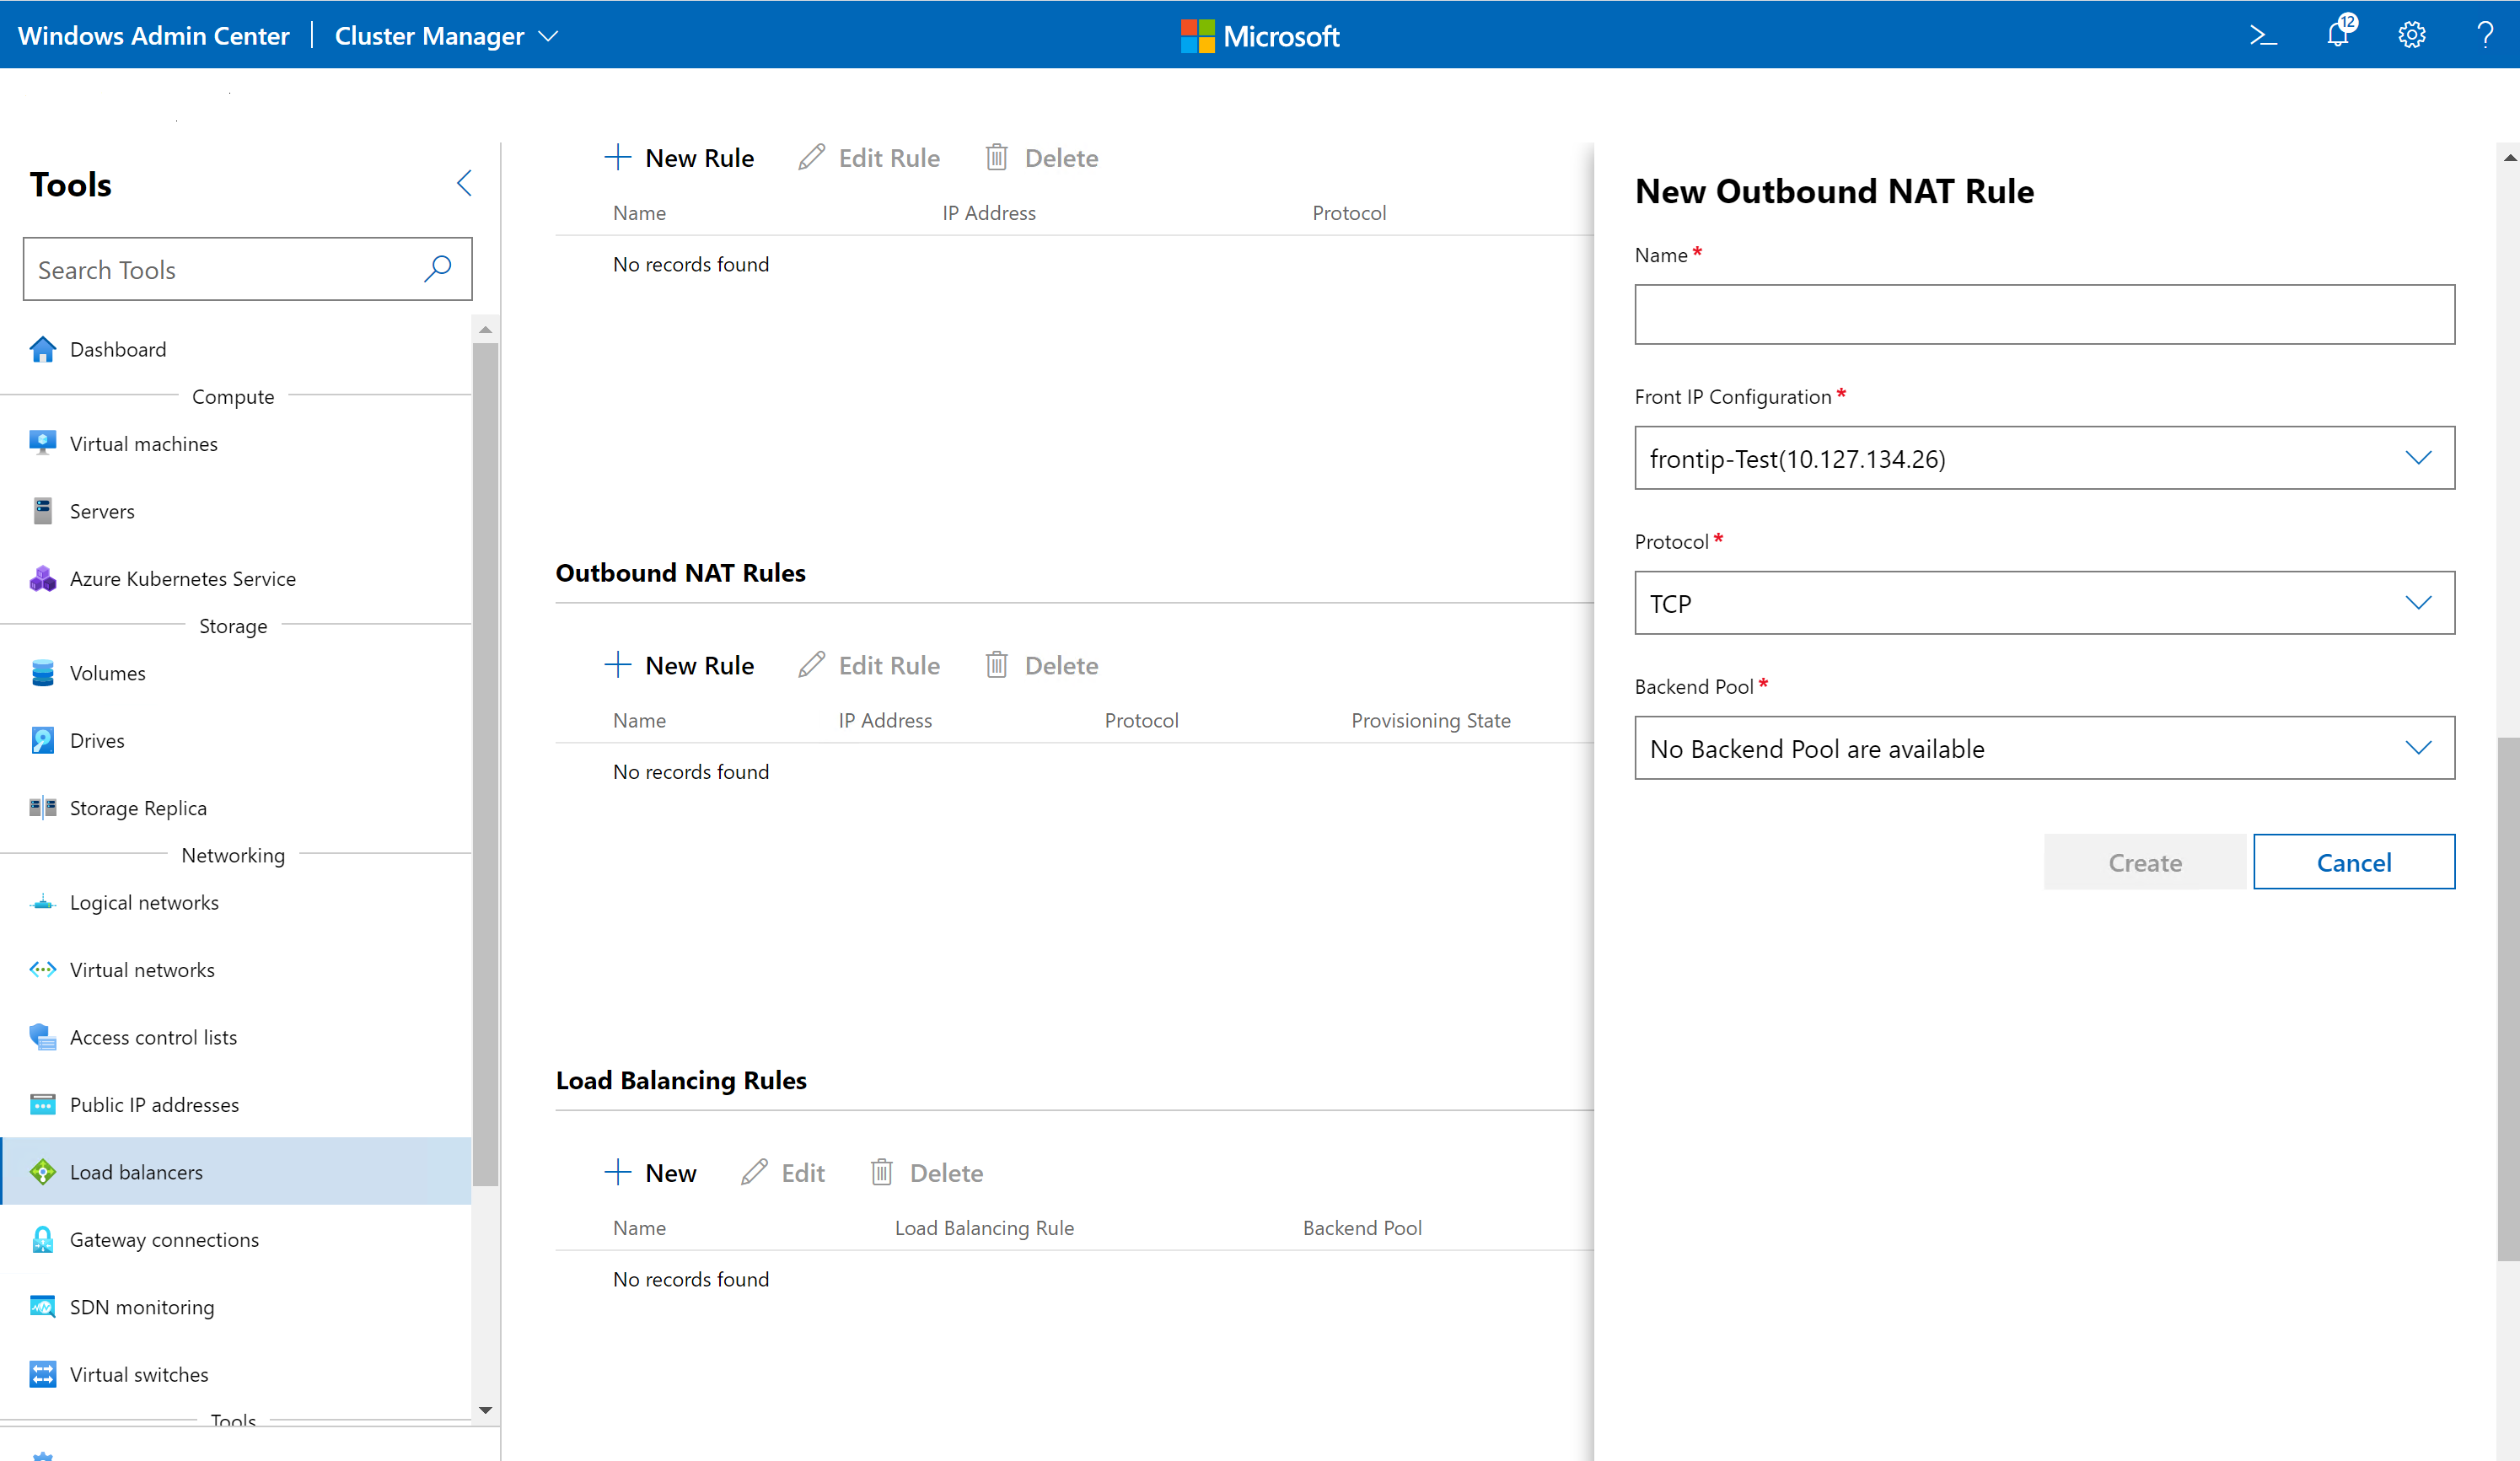 Windows Admin Center
Cluster Manager
Microsoft
12
?
Tools
Search Tools
Dashboard
Compute
Virtual machines
Servers
Azure Kubernetes Service
Storage
Volumes
Drives
Storage Replica
Networking
Logical networks
Virtual networks
Access control lists
Public IP addresses
Load balancers
Gateway connections
SDN monitoring
Virtual switches
Tools
New Rule Edit Rule Delete
Name IP Address Protocol
No records found
Outbound NAT Rules
New Rule Edit Rule Delete
Name IP Address Protocol Provisioning State
No records found
Load Balancing Rules
New Edit Delete
Name Load Balancing Rule Backend Pool
No records found
New Outbound NAT Rule
Name *
Front IP Configuration *
frontip-Test(10.127.134.26)
Protocol *
TCP
Backend Pool *
No Backend Pool are available
Create Cancel